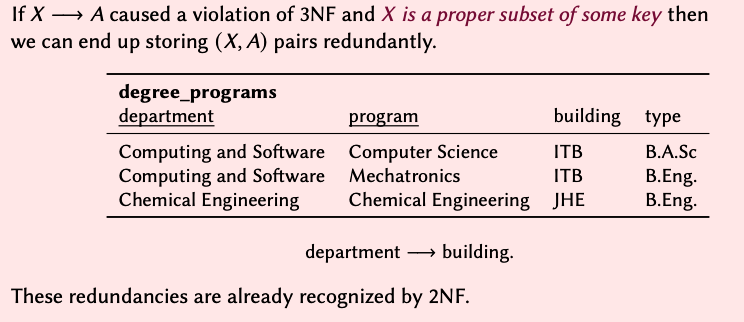 If X ⟶ A caused a violation of 3NF and X is a proper subset of some key then
we can end up storing (X, A) pairs redundantly.
degree_programs
department program building type
Computing and Software Computer Science ITB B.A.Sc
Computing and Software Mechatronics ITB B.Eng.
Chemical Engineering Chemical Engineering JHE B.Eng.
department ⟶ building.
These redundancies are already recognized by 2NF.